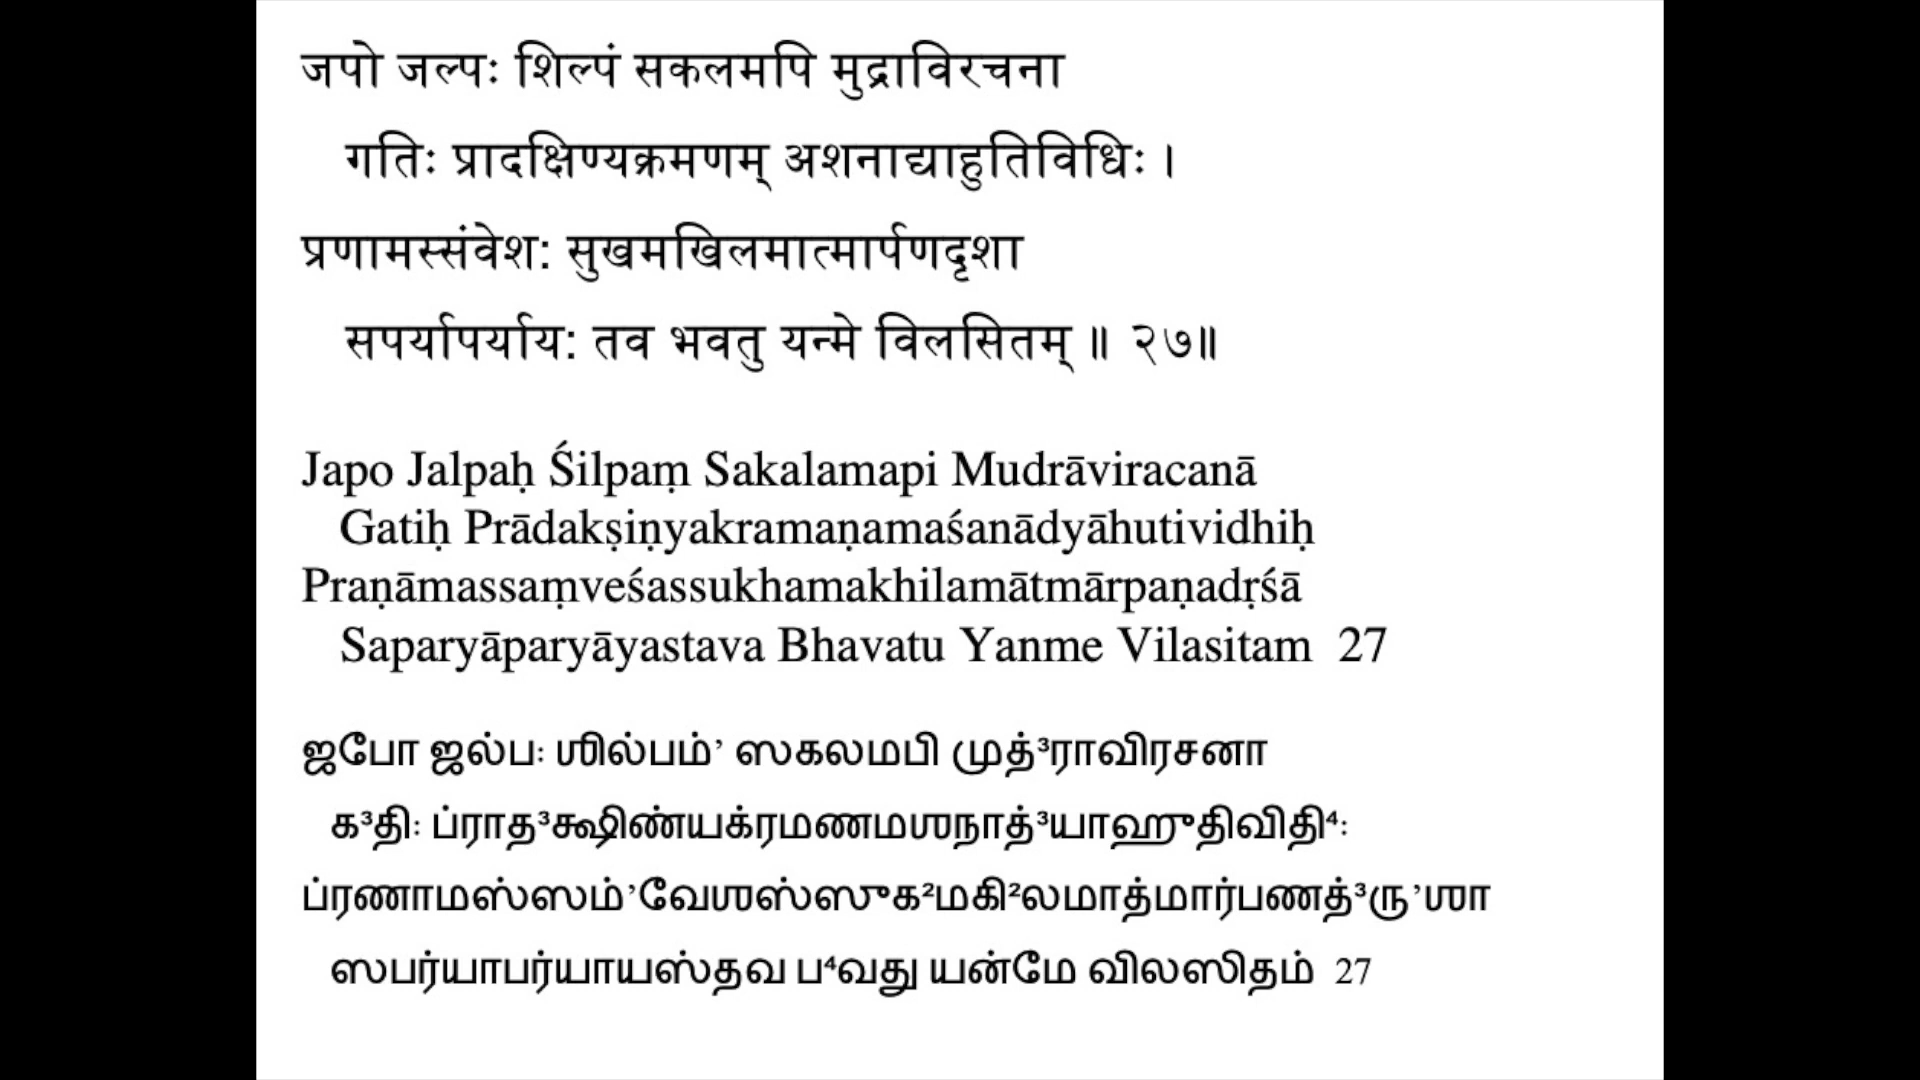 जपो जल्पः शिल्पं सकलमपि मुद्राविरचना
गतिः प्रादक्षिण्यक्रमणम् अशनाद्याहुतिविधिः ।
प्रणामस्संवेश: सुखमखिलमात्मार्पणदृशा
सपर्यापर्याय: तव भवतु यन्मे विलसितम् ॥ २७॥
Japo Jalpaḥ Śilpaṃ Sakalamapi Mudrāviracanā
Gatiḥ Prādakṣiṇyakramaṇamaśanādyāhutividhiḥ
Praṇāmassaṃveśassukhamakhilamātmārpaṇadṛśā
Saparyāparyāyastava Bhavatu Yanme Vilasitam 27
ஜபோ ஜல்ப꞉ ஶில்பம்ʼ ஸகலமபி முத்³ராவிரசனா
க³தி꞉ ப்ராத³க்ஷிண்யக்ரமணமஶநாத்³யாஹுதிவிதி⁴꞉
ப்ரணாமஸ்ஸம்ʼவேஶஸ்ஸுக²மகி²லமாத்மார்பணத்³ருʼஶா
ஸபர்யாபர்யாயஸ்தவ ப⁴வது யன்மே விலஸிதம் 27